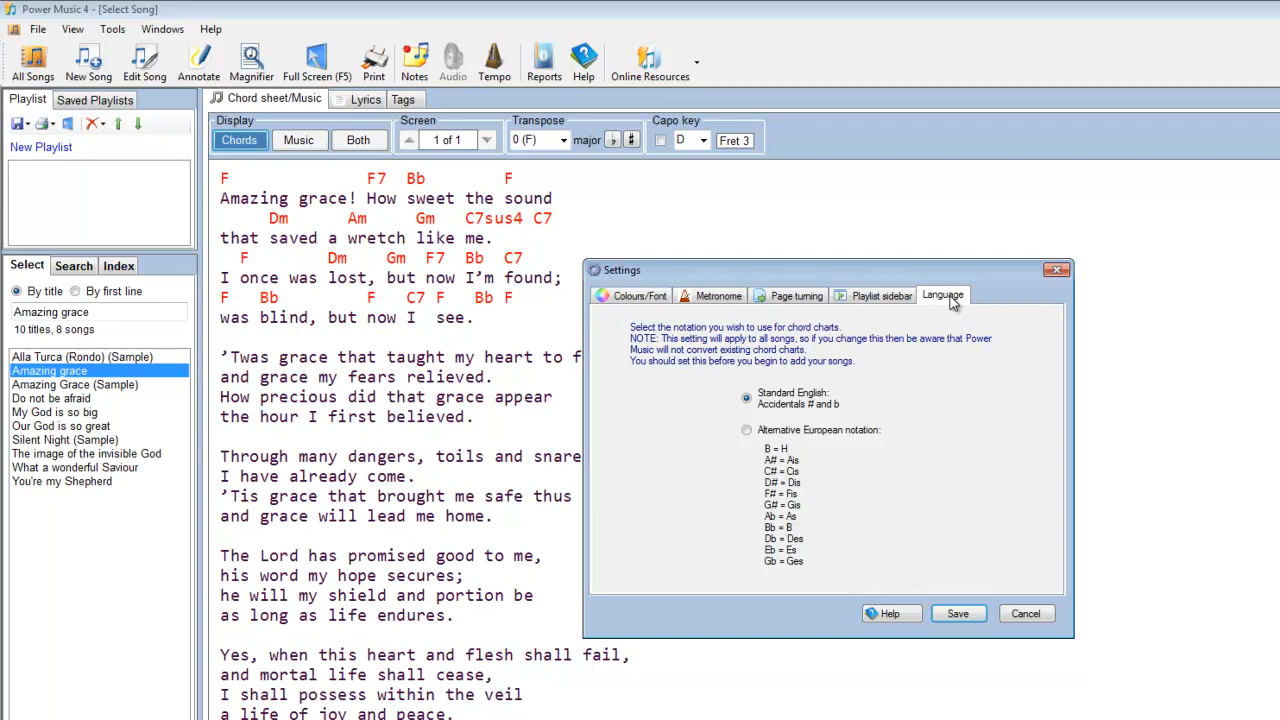 Power Music 4 - [Select Song]
File View Tools Windows Help
All Songs New Song Edit Song Annotate Magnifier Full Screen (F5) Print Notes Audio Tempo Reports Help Online Resources
Playlist Saved Playlists
New Playlist
Select Search Index
By title By first line
Amazing grace
10 titles, 8 songs
Alla Turca (Rondo) (Sample)
Amazing grace
Amazing Grace (Sample)
Do not be afraid
My God is so big
Our God is so great
Silent Night (Sample)
The image of the invisible God
What a wonderful Saviour
You're my Shepherd
Chord sheet/Music Lyrics Tags
Display Screen Transpose Capo key
Chords Music Both 1 of 1 0 (F) major ♭ ♯ D Fret 3
F F7 Bb F
Amazing grace! How sweet the sound
Dm Am Gm C7sus4 C7
that saved a wretch like me.
F Dm Gm F7 Bb C7
I once was lost, but now I'm found;
F Bb F C7 F Bb F
was blind, but now I see.
'Twas grace that taught my heart to f
and grace my fears relieved.
How precious did that grace appear
the hour I first believed.
Through many dangers, toils and snare
I have already come.
'Tis grace that brought me safe thus
and grace will lead me home.
The Lord has promised good to me,
his word my hope secures;
he will my shield and portion be
as long as life endures.
Yes, when this heart and flesh shall fail,
and mortal life shall cease,
I shall possess within the veil
a life of joy and peace.
Settings
Colours/Font Metronome Page turning Playlist sidebar Language
Select the notation you wish to use for chord charts.
NOTE: This setting will apply to all songs, so if you change this then be aware that Power
Music will not convert existing chord charts.
You should set this before you begin to add your songs.
Standard English:
Accidentals # and b
Alternative European notation:
B = H
A# = Ais
C# = Cis
D# = Dis
F# = Fis
G# = Gis
Ab = As
Bb = B
Db = Des
Eb = Es
Gb = Ges
Help Save Cancel